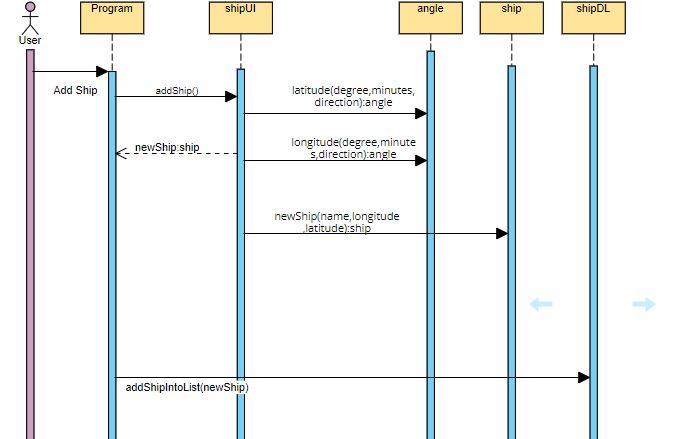 Program
shipUI
angle
ship
shipDL
User
Add Ship
addShip()
latitude(degree,minutes,
direction):angle
newShip:ship
longitude(degree,minute
s,direction):angle
newShip(name,longitude
,latitude):ship
addShipIntoList(newShip)